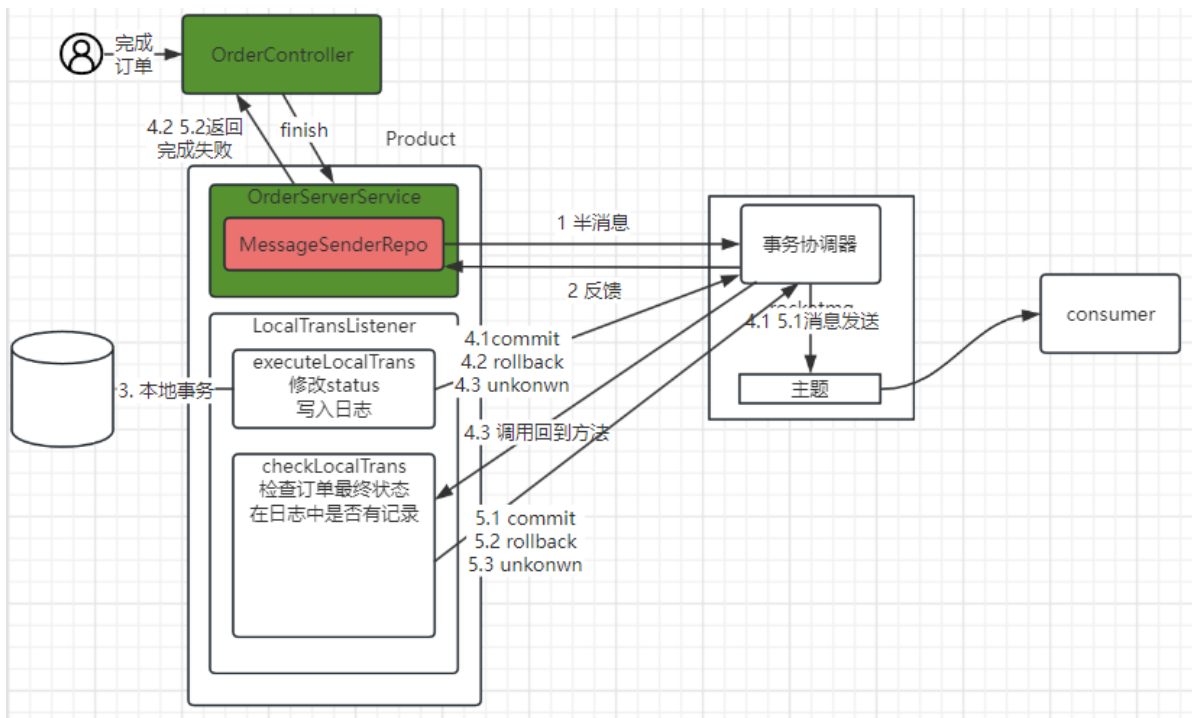 完成
订单
OrderController
4.2 5.2返回
完成失败
finish
Product
OrderServerService
MessageSenderRepo
1 半消息
2 反馈
事务协调器
rocketmq
4.1 5.1消息发送
主题
consumer
LocalTransListener
executeLocalTrans
修改status
写入日志
3. 本地事务
4.1commit
4.2 rollback
4.3 unkonwn
4.3 调用回到方法
checkLocalTrans
检查订单最终状态
在日志中是否有记录
5.1 commit
5.2 rollback
5.3 unkonwn